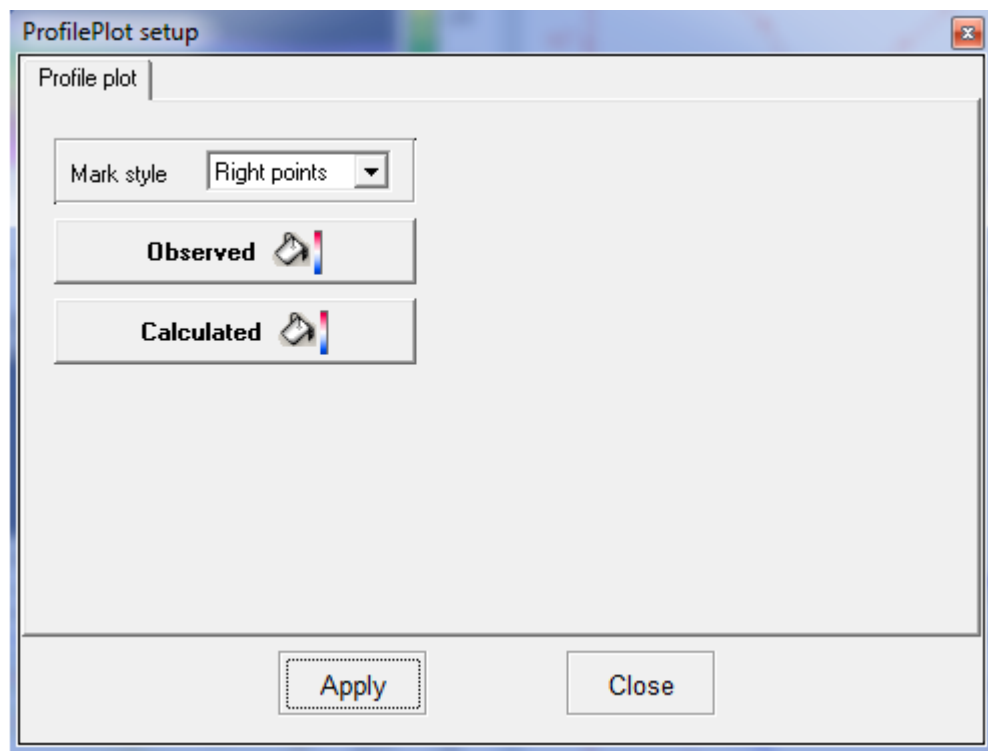 ProfilePlot setup
Profile plot
Mark style Right points
Observed
Calculated
Apply Close